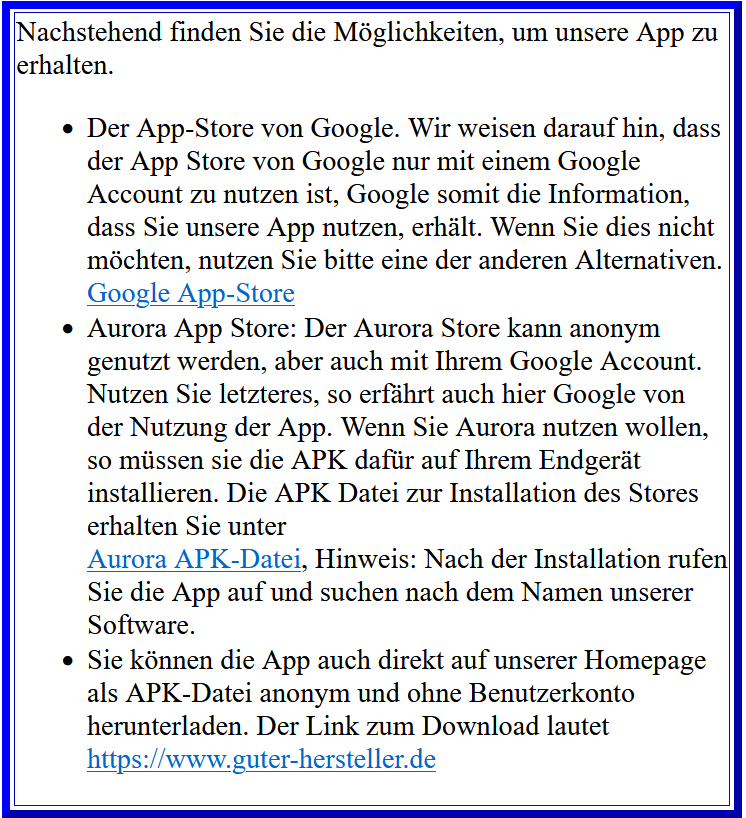 Nachstehend finden Sie die Möglichkeiten, um unsere App zu
erhalten.
• Der App-Store von Google. Wir weisen darauf hin, dass
der App Store von Google nur mit einem Google
Account zu nutzen ist, Google somit die Information,
dass Sie unsere App nutzen, erhält. Wenn Sie dies nicht
möchten, nutzen Sie bitte eine der anderen Alternativen.
Google App-Store
• Aurora App Store: Der Aurora Store kann anonym
genutzt werden, aber auch mit Ihrem Google Account.
Nutzen Sie letzteres, so erfährt auch hier Google von
der Nutzung der App. Wenn Sie Aurora nutzen wollen,
so müssen sie die APK dafür auf Ihrem Endgerät
installieren. Die APK Datei zur Installation des Stores
erhalten Sie unter
Aurora APK-Datei, Hinweis: Nach der Installation rufen
Sie die App auf und suchen nach dem Namen unserer
Software.
• Sie können die App auch direkt auf unserer Homepage
als APK-Datei anonym und ohne Benutzerkonto
herunterladen. Der Link zum Download lautet
https://www.guter-hersteller.de